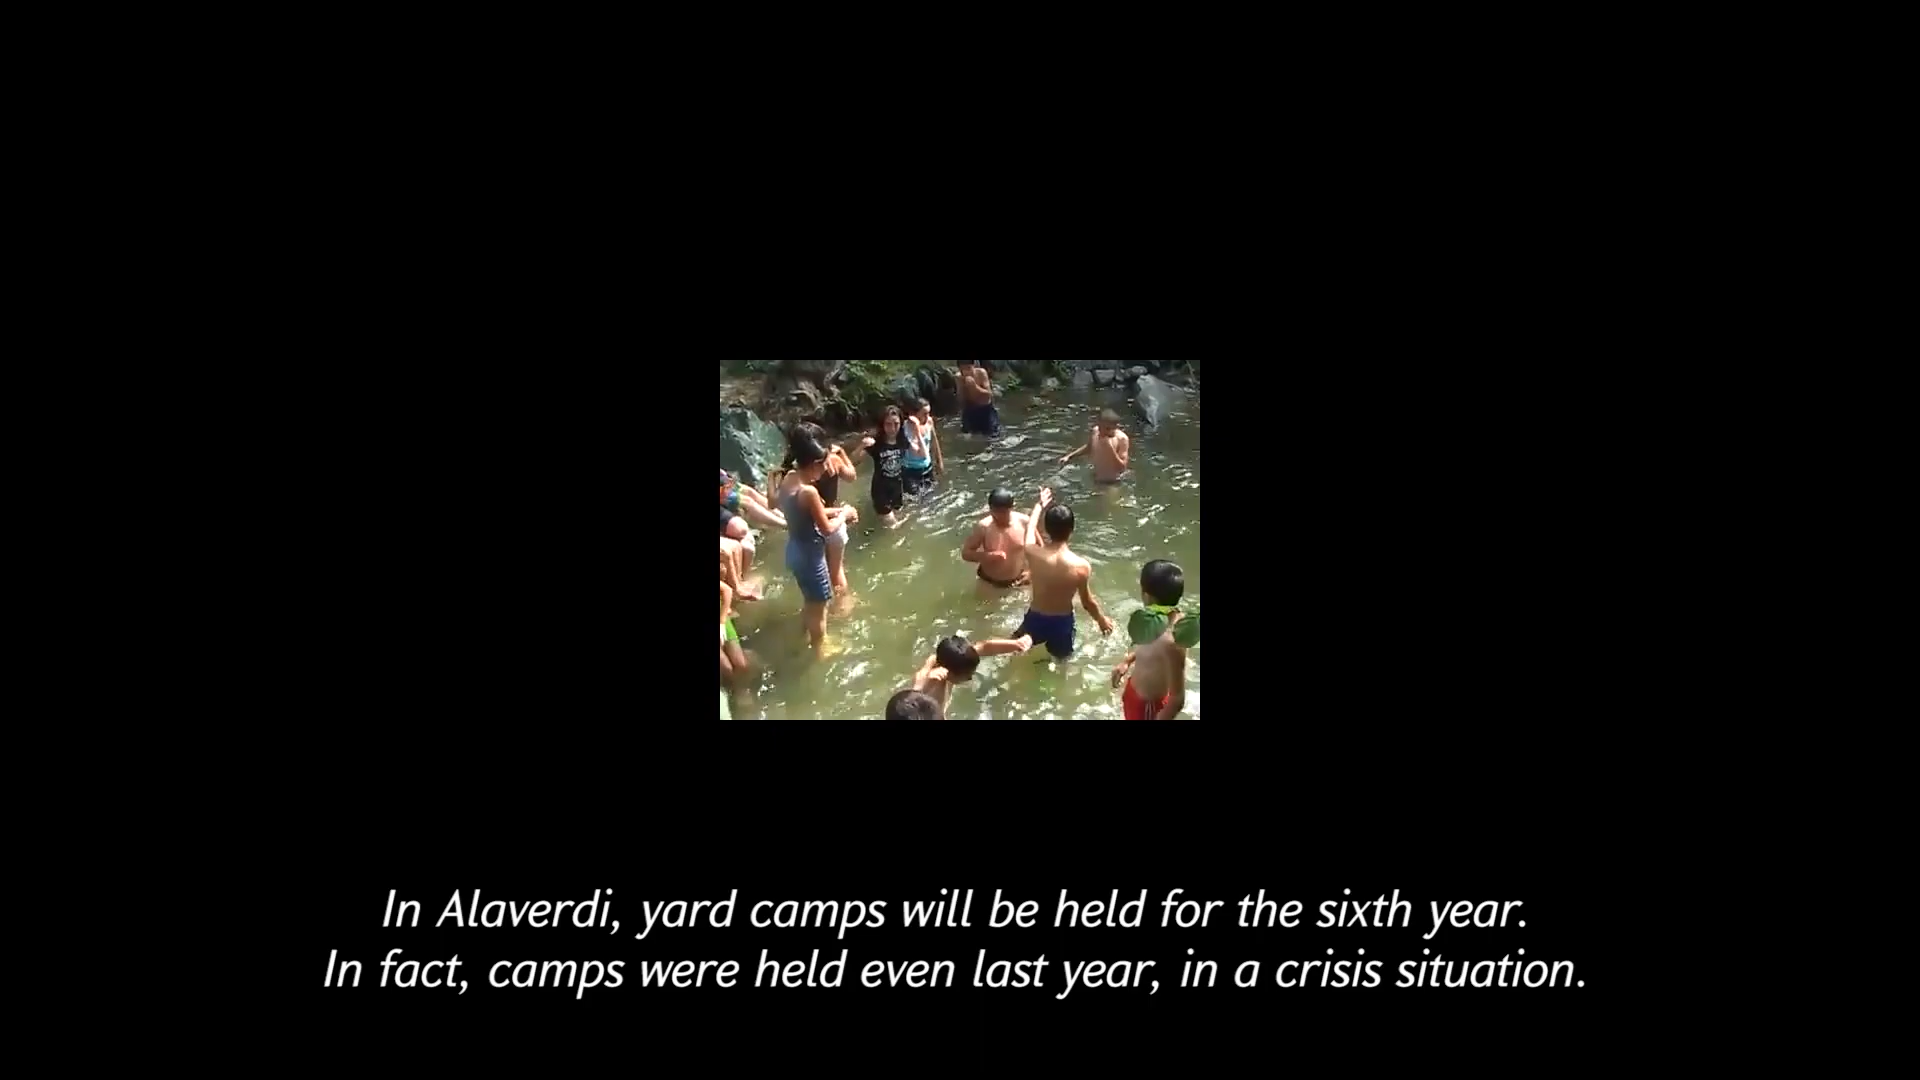 In Alaverdi, yard camps will be held for the sixth year.
In fact, camps were held even last year, in a crisis situation.